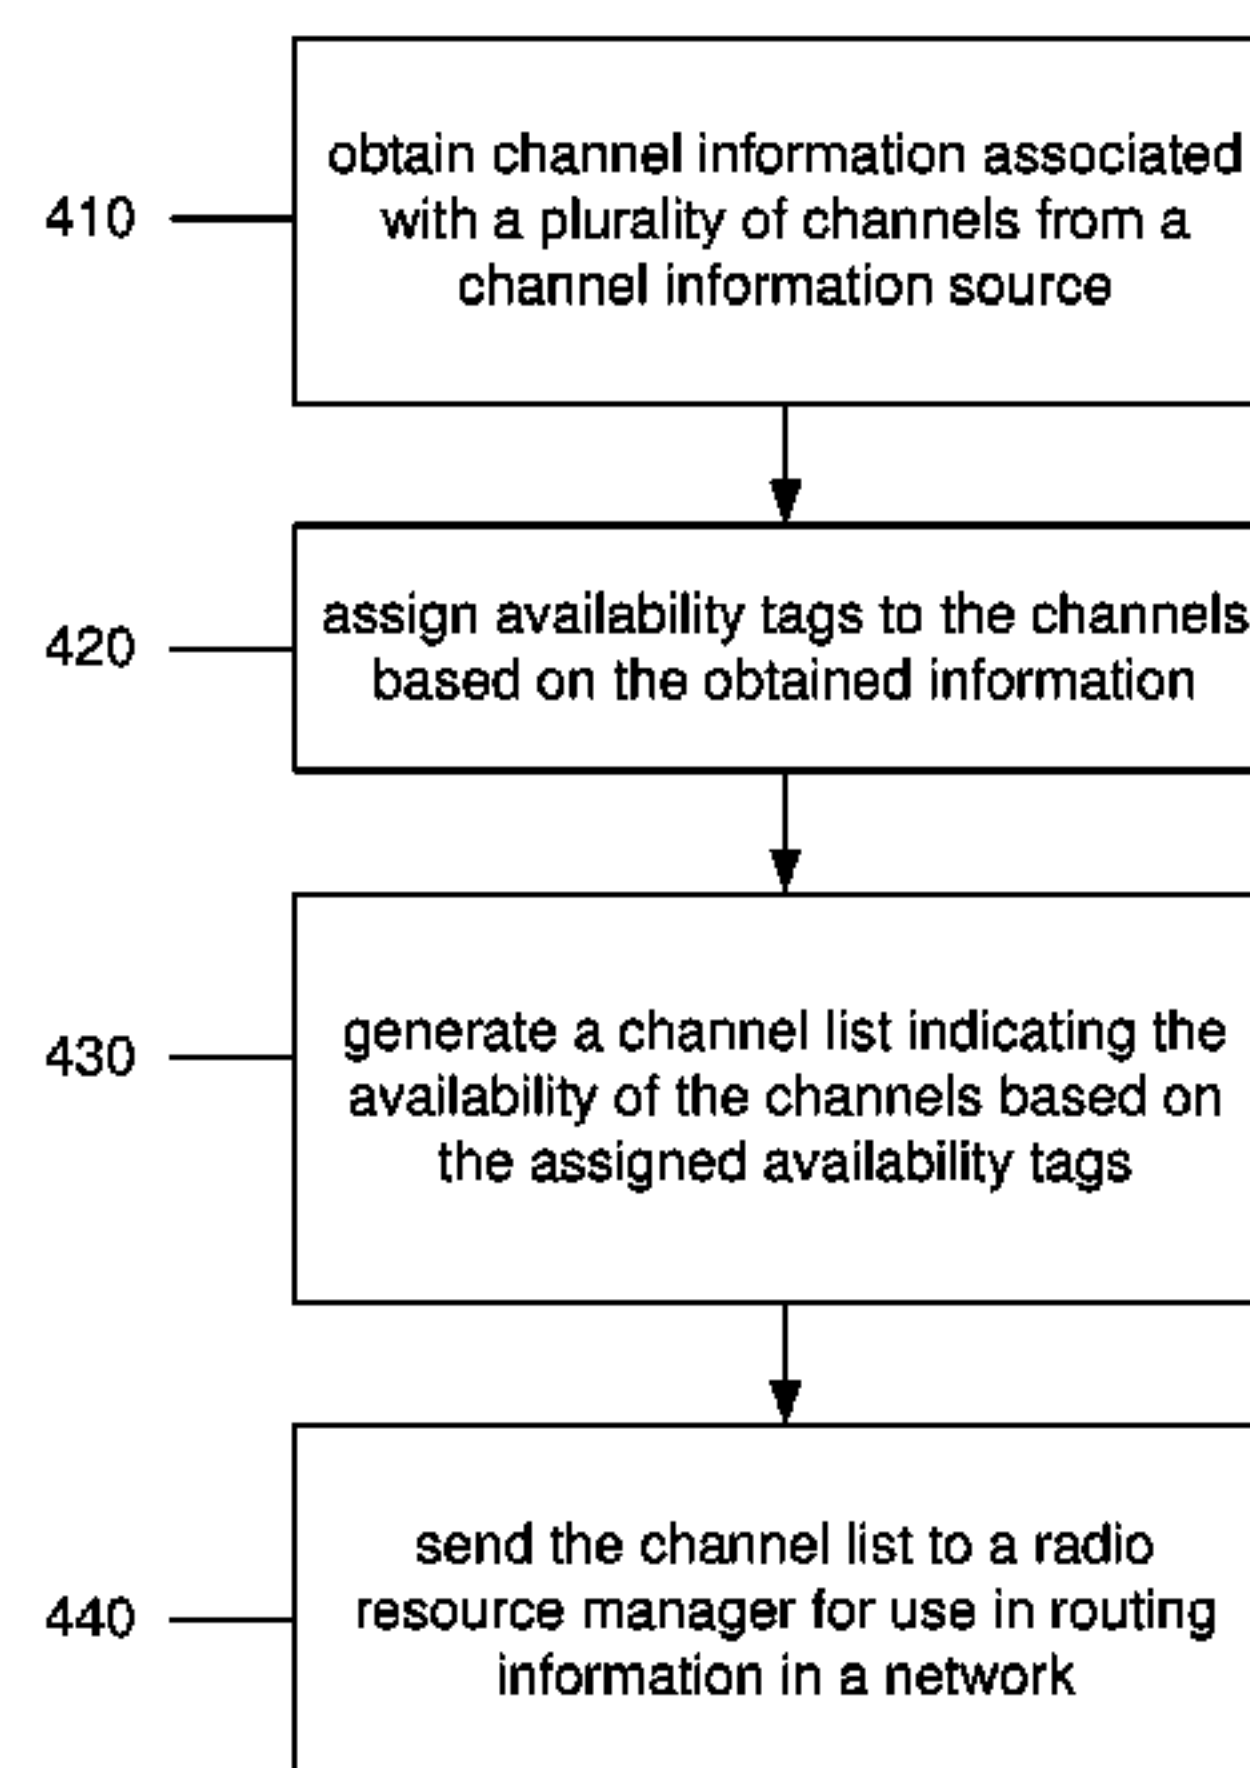 410
obtain channel information associated
with a plurality of channels from a
channel information source
420
assign availability tags to the channels
based on the obtained information
430
generate a channel list indicating the
availability of the channels based on
the assigned availability tags
440
send the channel list to a radio
resource manager for use in routing
information in a network